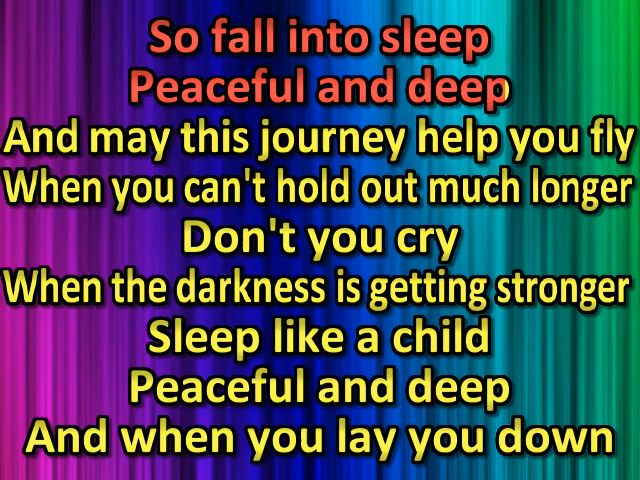 So fall into sleep
Peaceful and deep
And may this journey help you fly
When you can't hold out much longer
Don't you cry
When the darkness is getting stronger
Sleep like a child
Peaceful and deep
And when you lay you down